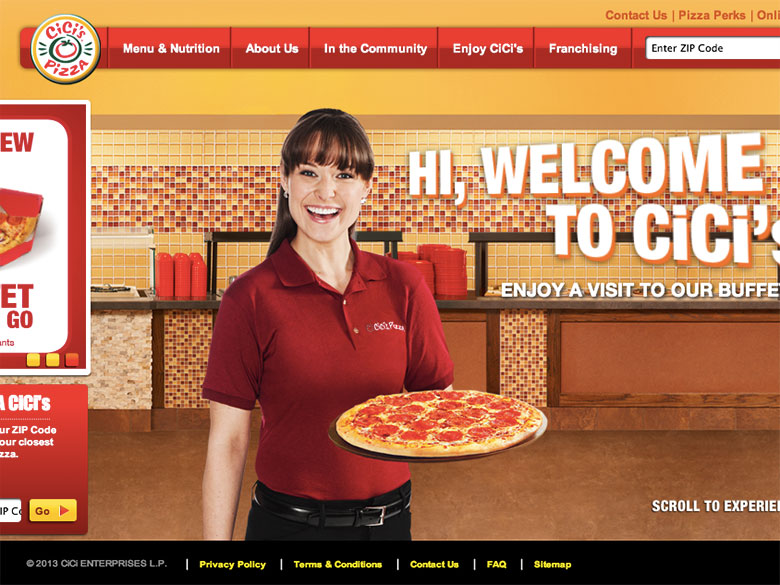 Contact Us | Pizza Perks | Onli
CiCi's
PizzA
Menu & Nutrition
About Us
In the Community
Enjoy CiCi's
Franchising
Enter ZIP Code
EW
HI, WELCOME
TO CiCi's
ENJOY A VISIT TO OUR BUFFET
ET
GO
CiCi's Pizza
A CiCi's
ur ZIP Code
our closest
zza.
IP Co
Go
SCROLL TO EXPERIE
© 2013 CiCi ENTERPRISES L.P. | Privacy Policy | Terms & Conditions | Contact Us | FAQ | Sitemap